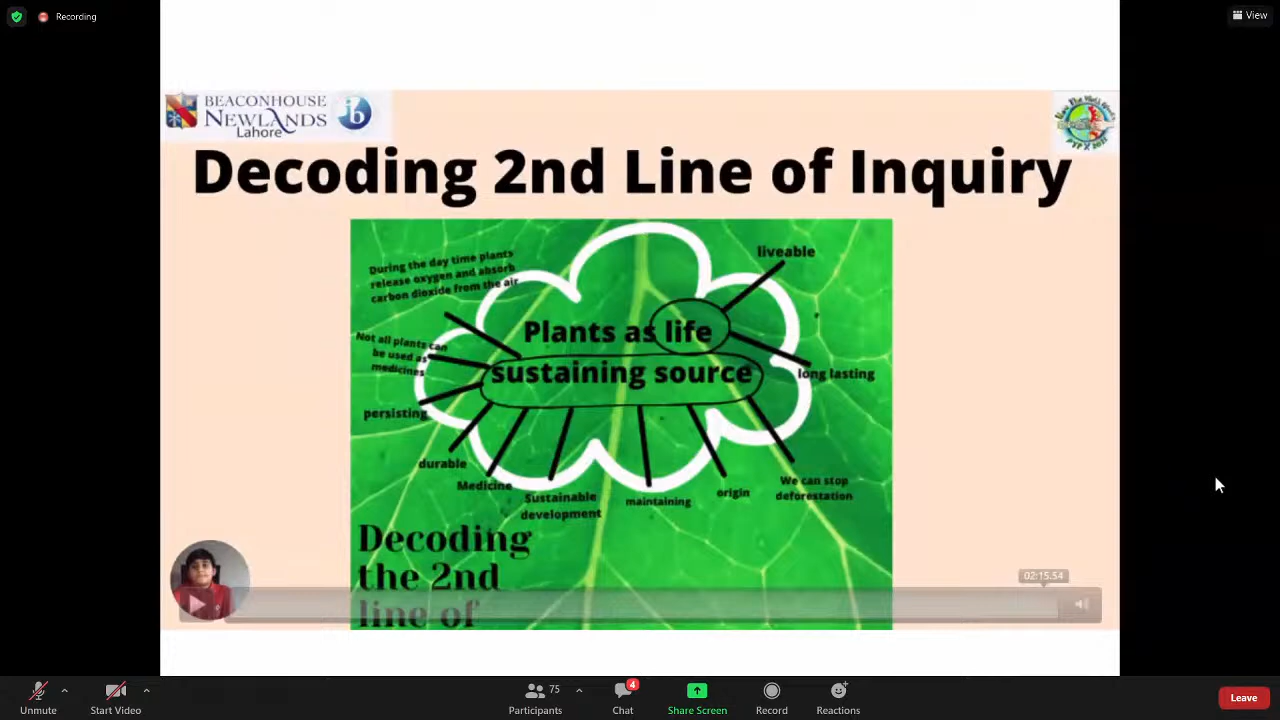 Recording
View
BEACONHOUSE
NEWLANDS
Lahore
ib
Decoding 2nd Line of Inquiry
During the day time plants
release oxygen and absorb
carbon dioxide from the air
liveable
Plants as life
sustaining source
Not all plants can
be used as
medicines
long lasting
persisting
durable
Medicine
Sustainable
development
maintaining
origin
We can stop
deforestation
Decoding
the 2nd
line of
02:15.54
Unmute
Start Video
75
Participants
4
Chat
Share Screen
Record
Reactions
Leave